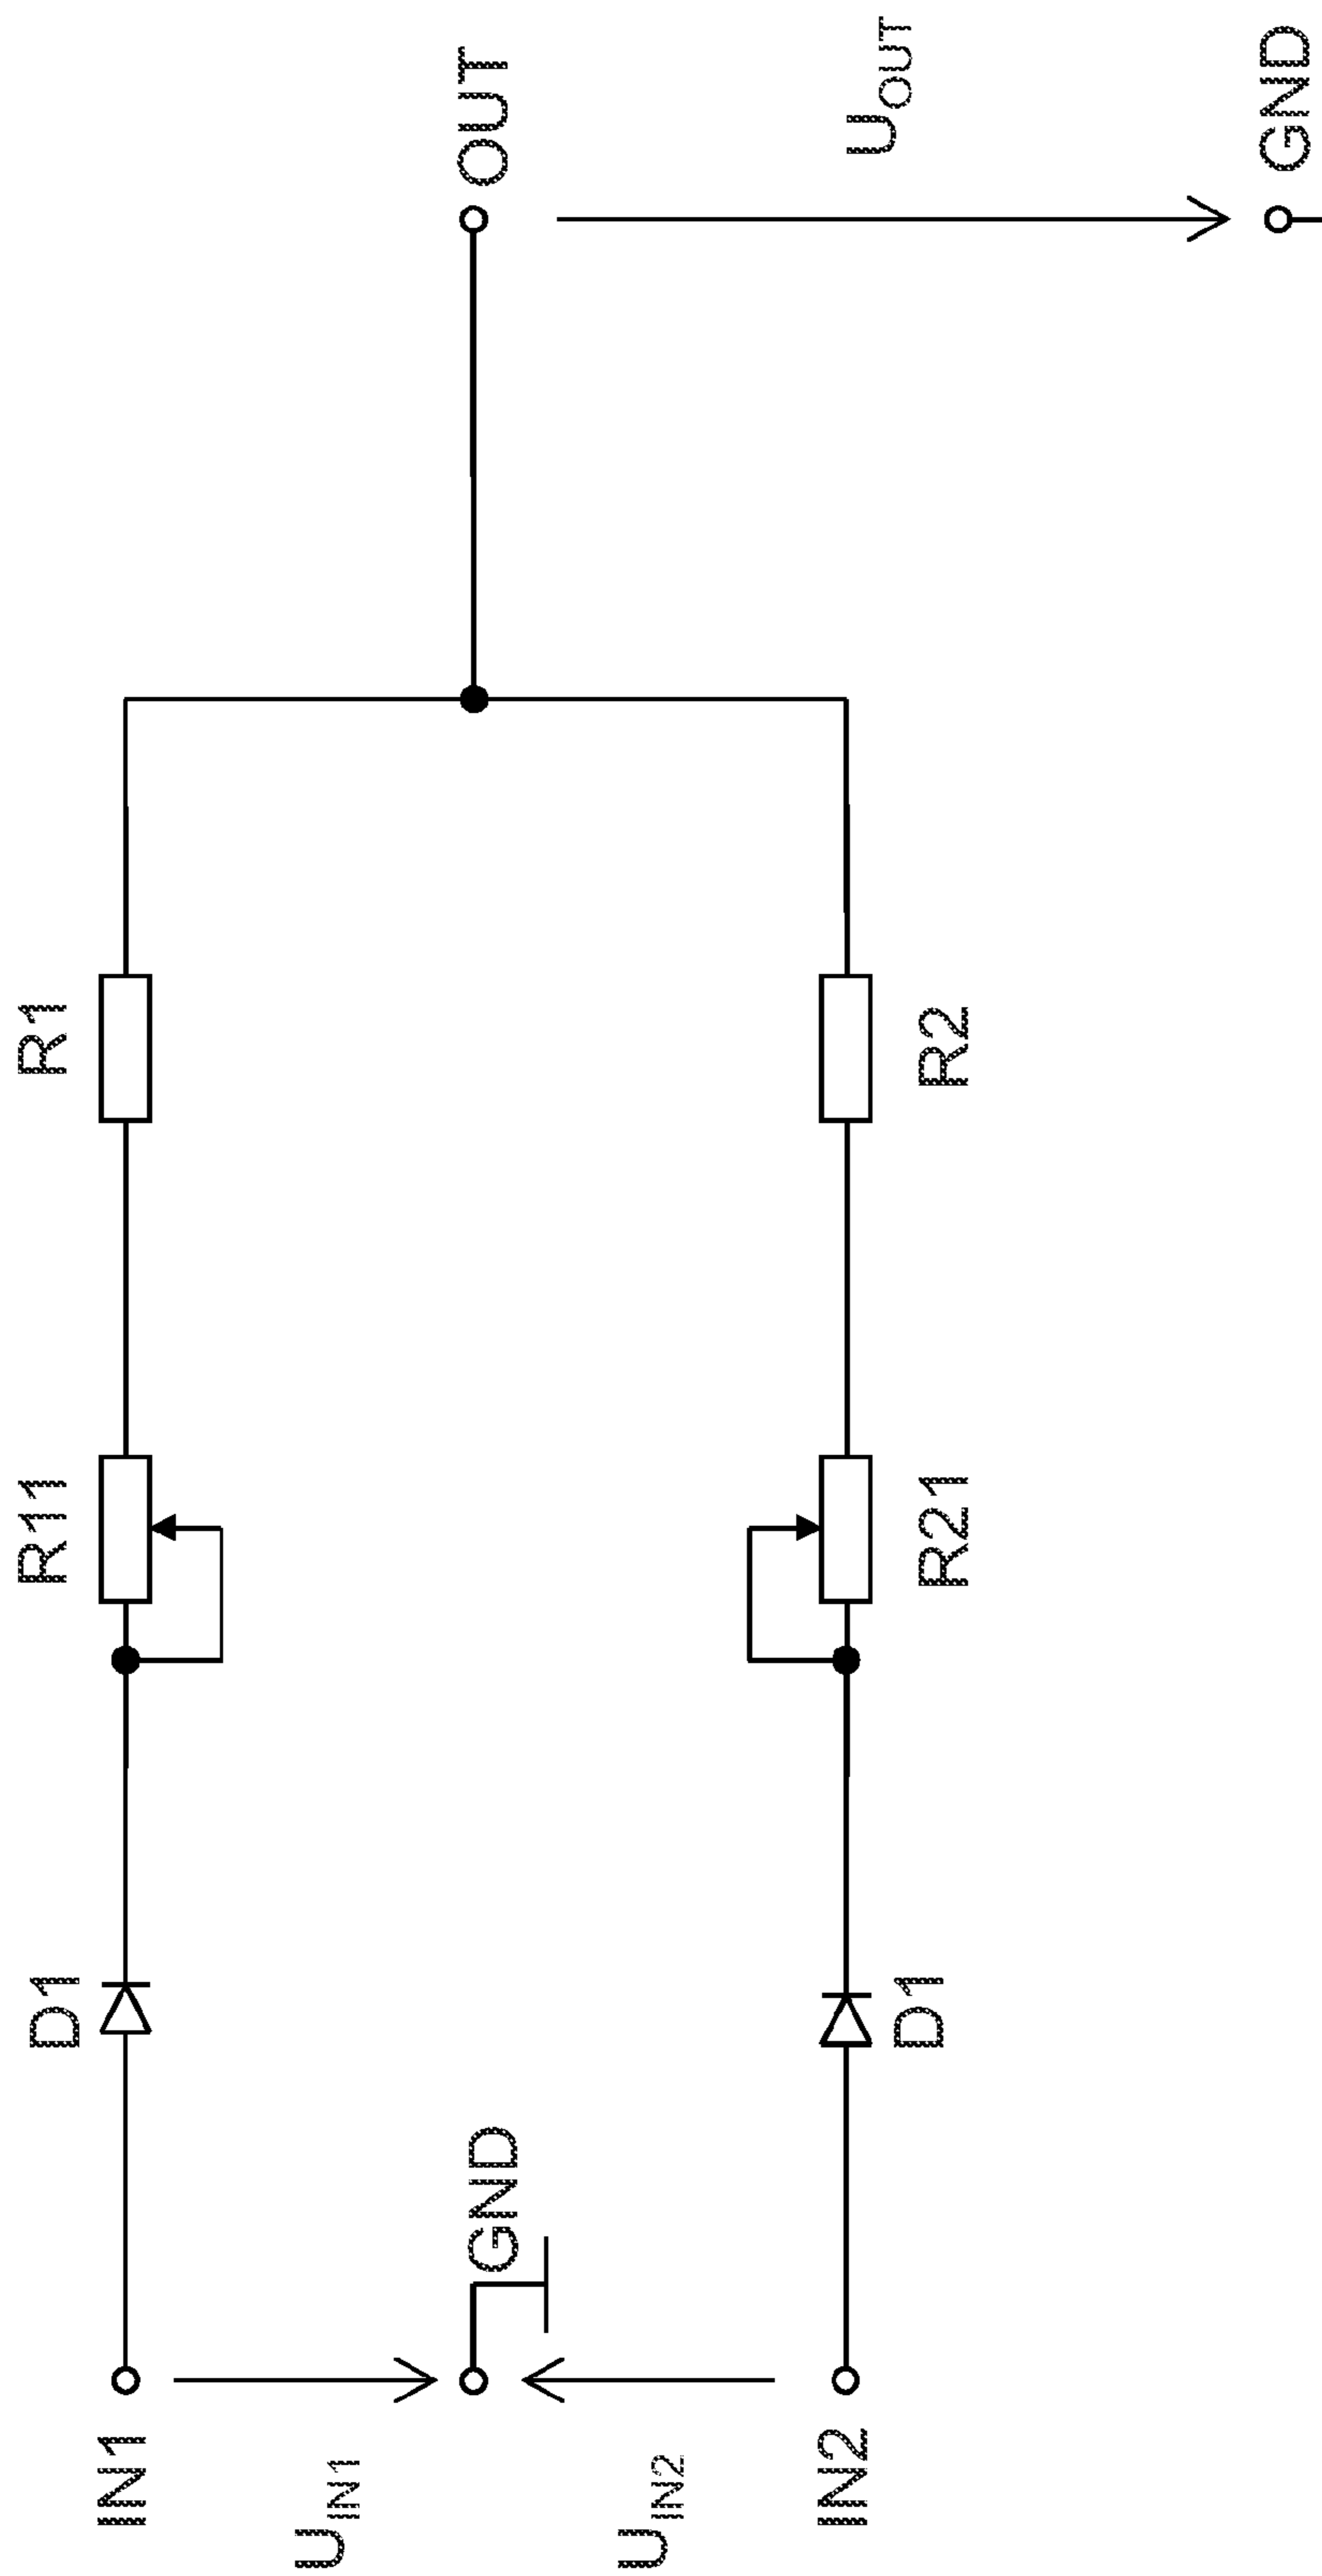 IN1
D1
R11
R1
U_IN1
GND
OUT
U_IN2
U_OUT
IN2
D1
R21
R2
GND